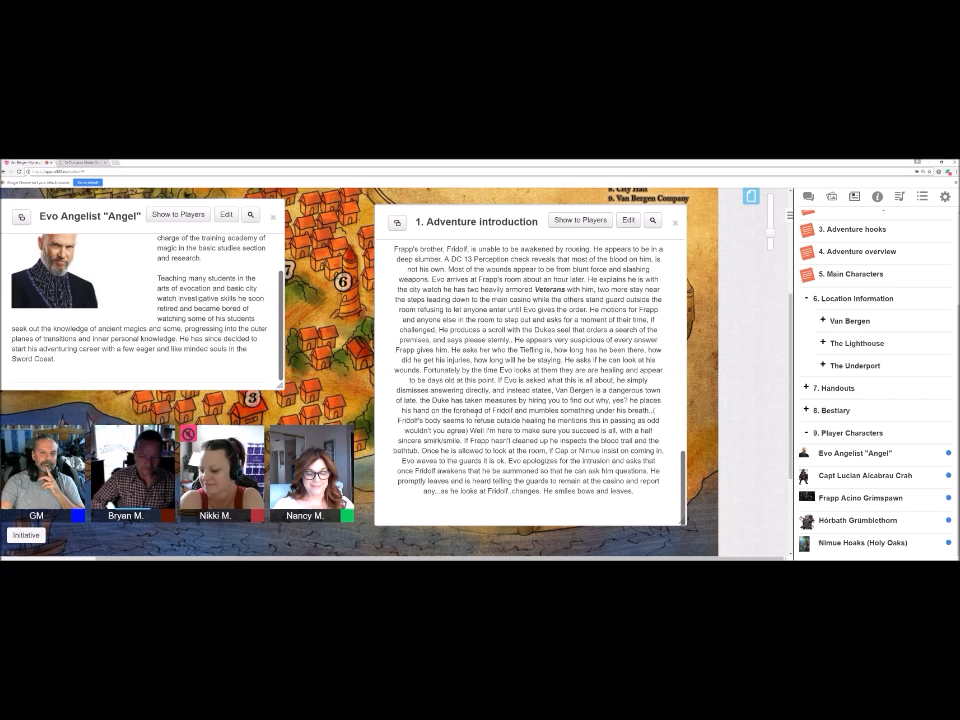 8. City Hall
9. Van Bergen Company
Evo Angelist "Angel"
Show to Players
Edit
charge of the training academy of
magic in the basic studies section
and research.
Teaching many students in the
arts of evocation and basic city
watch investigative skills he soon
retired and became bored of
watching some of his students
seek out the knowledge of ancient magics and some, progressing into the outer
planes of transitions and inner personal knowledge. He has since decided to
start his adventuring career with a few eager and like minded souls in the
Sword Coast.
7
6
3
1. Adventure introduction
Show to Players
Edit
Frapp's brother, Fridolf, is unable to be awakened by rousing. He appears to be in a
deep slumber. A DC 13 Perception check reveals that most of the blood on him, is
not his own. Most of the wounds appear to be from blunt force and slashing
weapons. Evo arrives at Frapp's room about an hour later. He explains he is with
the city watch he has two heavily armored Veterans with him, two more stay near
the steps leading down to the main casino while the others stand guard outside the
room refusing to let anyone enter until Evo gives the order. He motions for Frapp
and anyone else in the room to step out and asks for a moment of their time, if
challenged, He produces a scroll with the Dukes seal that orders a search of the
premises, and says please sternly.. He appears very suspicious of every answer
Frapp gives him. He asks her who the Tiefling is, how long has he been there, how
did he get his injuries, how long will he be staying. He asks if he can look at his
wounds. Fortunately by the time Evo looks at them they are are healing and appear
to be days old at this point. If Evo is asked what this is all about, he simply
dismisses answering directly, and instead states, Van Bergen is a dangerous town
of late. the Duke has taken measures by hiring you to find out why, yes? he places
his hand on the forehead of Fridolf and mumbles something under his breath..(
Fridolf's body seems to refuse outside healing he mentions this in passing as odd
wouldn't you agree) Well I'm here to make sure you succeed is all, with a half
sincere smirk/smile. If Frapp hasn't cleaned up he inspects the blood trail and the
bathtub. Once he is allowed to look at the room, if Cap or Nimue insist on coming in,
Evo waves to the guards it is ok. Evo apologizes for the intrusion and asks that
once Fridolf awakens that he be summoned so that he can ask him questions. He
promptly leaves and is heard telling the guards to remain at the casino and report
any...as he looks at Fridolf..changes. He smiles bows and leaves.
GM
Bryan M.
Nikki M.
Nancy M.
Initiative
3. Adventure hooks
4. Adventure overview
5. Main Characters
- 6. Location Information
+ Van Bergen
+ The Lighthouse
+ The Underport
+ 7. Handouts
+ 8. Bestiary
- 9. Player Characters
Evo Angelist "Angel"
Capt Lucian Alcabrau Crah
Frapp Acino Grimspawn
Hórbath Grümblethorn
Nimue Hoaks (Holy Oaks)